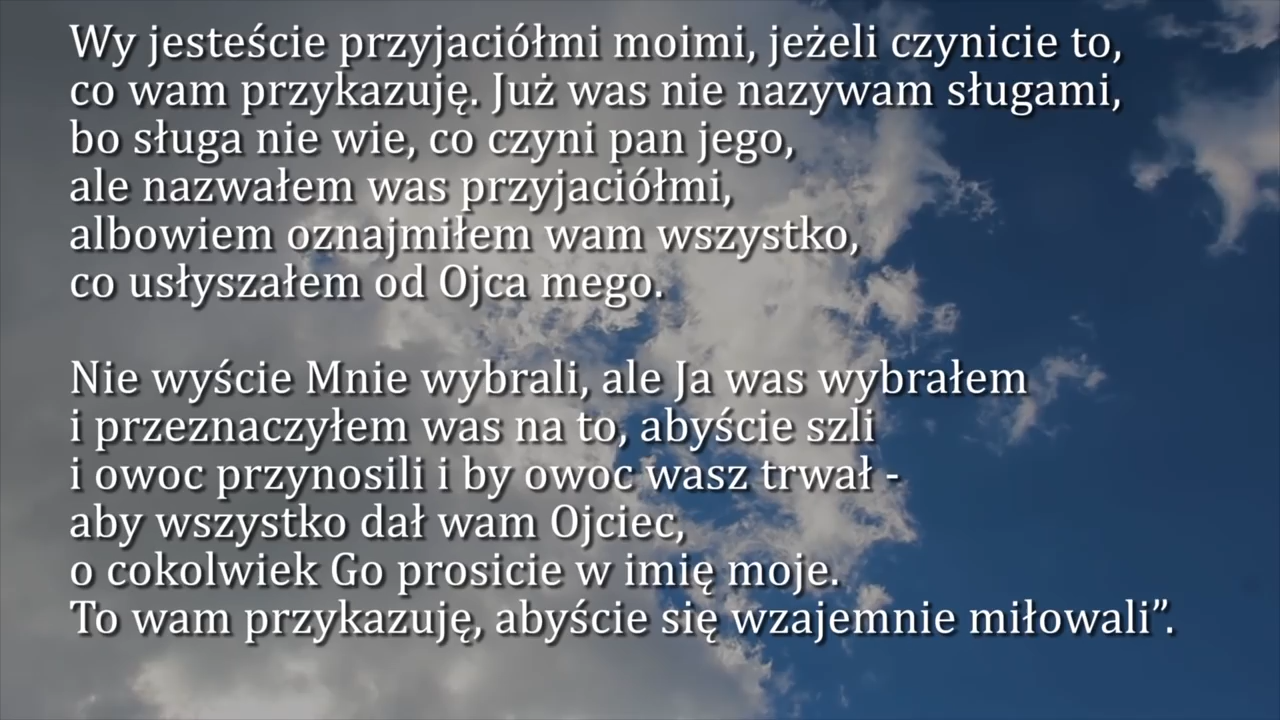 Wy jesteście przyjaciółmi moimi, jeżeli czynicie to,
co wam przykazuję. Już was nie nazywam sługami,
bo sługa nie wie, co czyni pan jego,
ale nazwałem was przyjaciółmi,
albowiem oznajmiłem wam wszystko,
co usłyszałem od Ojca mego.
Nie wyście Mnie wybrali, ale Ja was wybrałem
i przeznaczyłem was na to, abyście szli
i owoc przynosili i by owoc wasz trwał -
aby wszystko dał wam Ojciec,
o cokolwiek Go prosicie w imię moje.
To wam przykazuję, abyście się wzajemnie miłowali”.